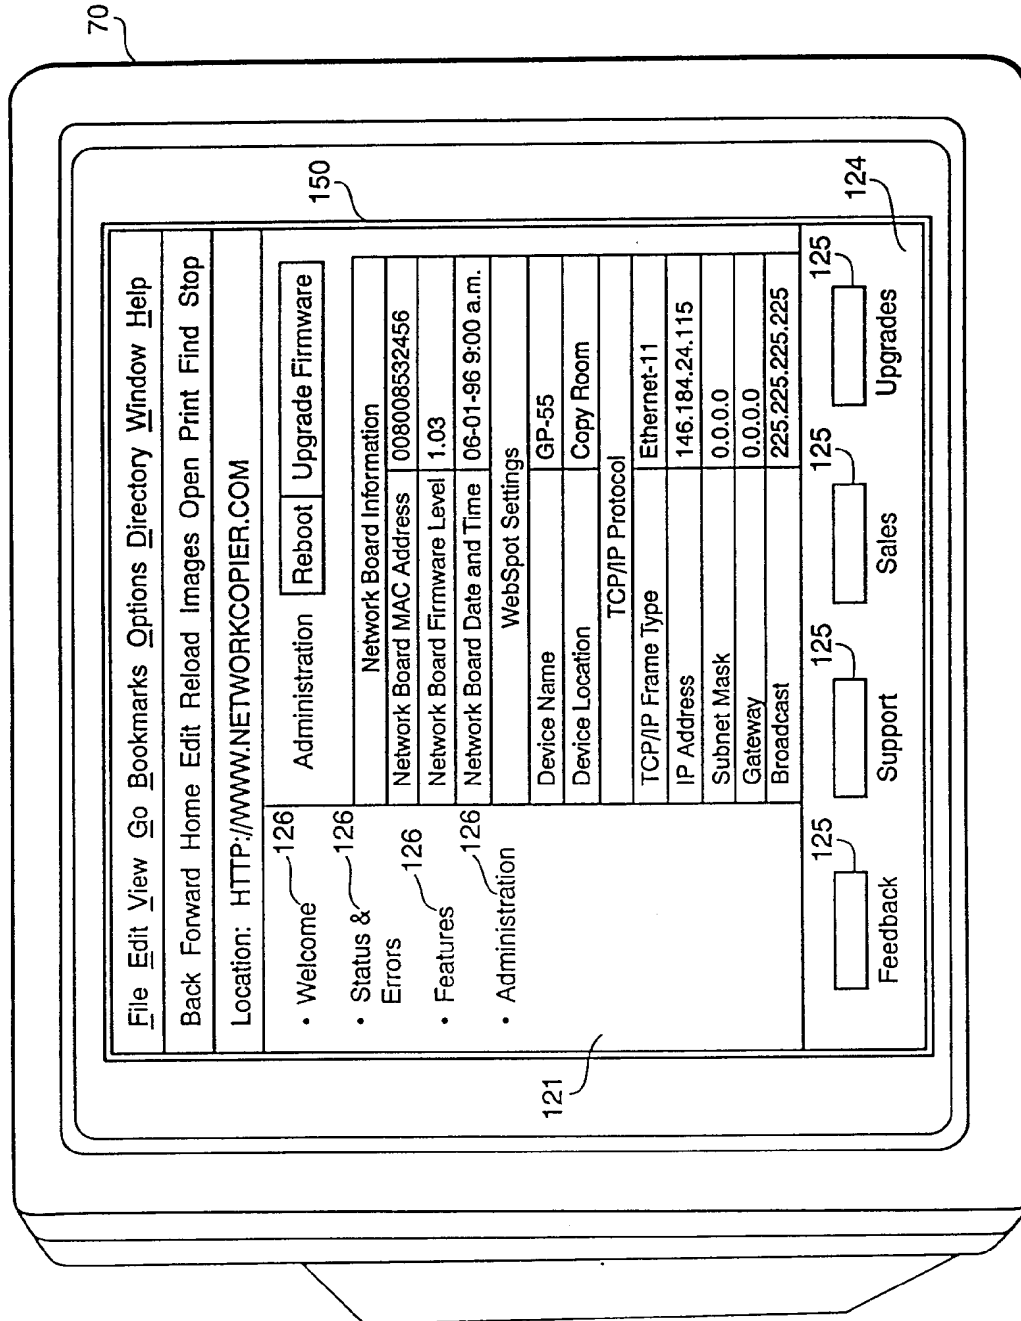 70
File Edit View Go Bookmarks Options Directory Window Help
Back Forward Home Edit Reload Images Open Print Find Stop
Location: HTTP://WWW.NETWORKCOPIER.COM
150
• Welcome
126
• Status & Errors
126
• Features
126
• Administration
126
121
Administration
Reboot
Upgrade Firmware
Network Board Information
Network Board MAC Address 008008532456
Network Board Firmware Level 1.03
Network Board Date and Time 06-01-96 9:00 a.m.
WebSpot Settings
Device Name GP-55
Device Location Copy Room
TCP/IP Protocol
TCP/IP Frame Type Ethernet-11
IP Address 146.184.24.115
Subnet Mask 0.0.0.0
Gateway 0.0.0.0
Broadcast 225.225.225.225
125 125 125 125
124
Feedback Support Sales Upgrades